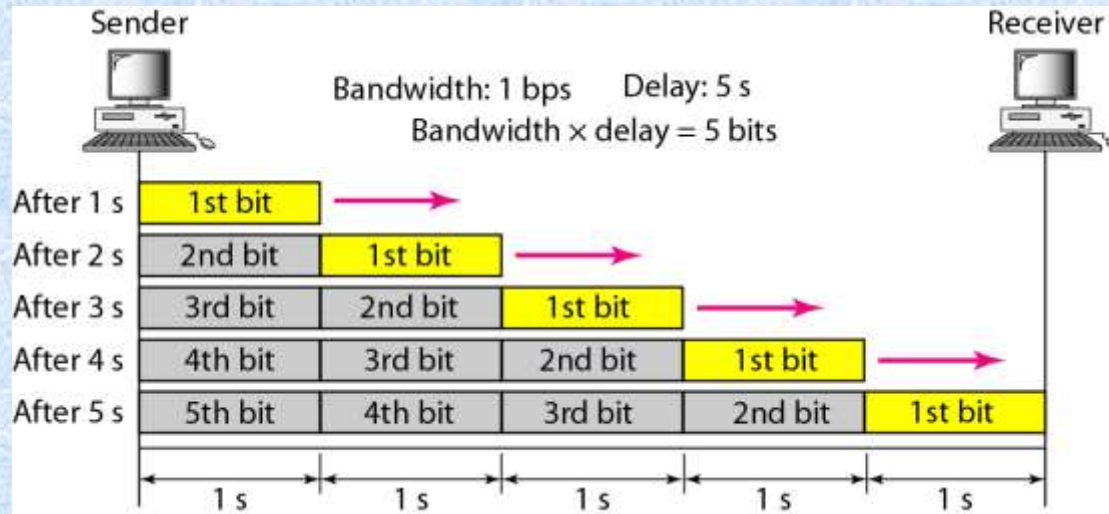 Sender Receiver
Bandwidth: 1 bps Delay: 5 s
Bandwidth × delay = 5 bits
After 1 s 1st bit
After 2 s 2nd bit 1st bit
After 3 s 3rd bit 2nd bit 1st bit
After 4 s 4th bit 3rd bit 2nd bit 1st bit
After 5 s 5th bit 4th bit 3rd bit 2nd bit 1st bit
1 s 1 s 1 s 1 s 1 s